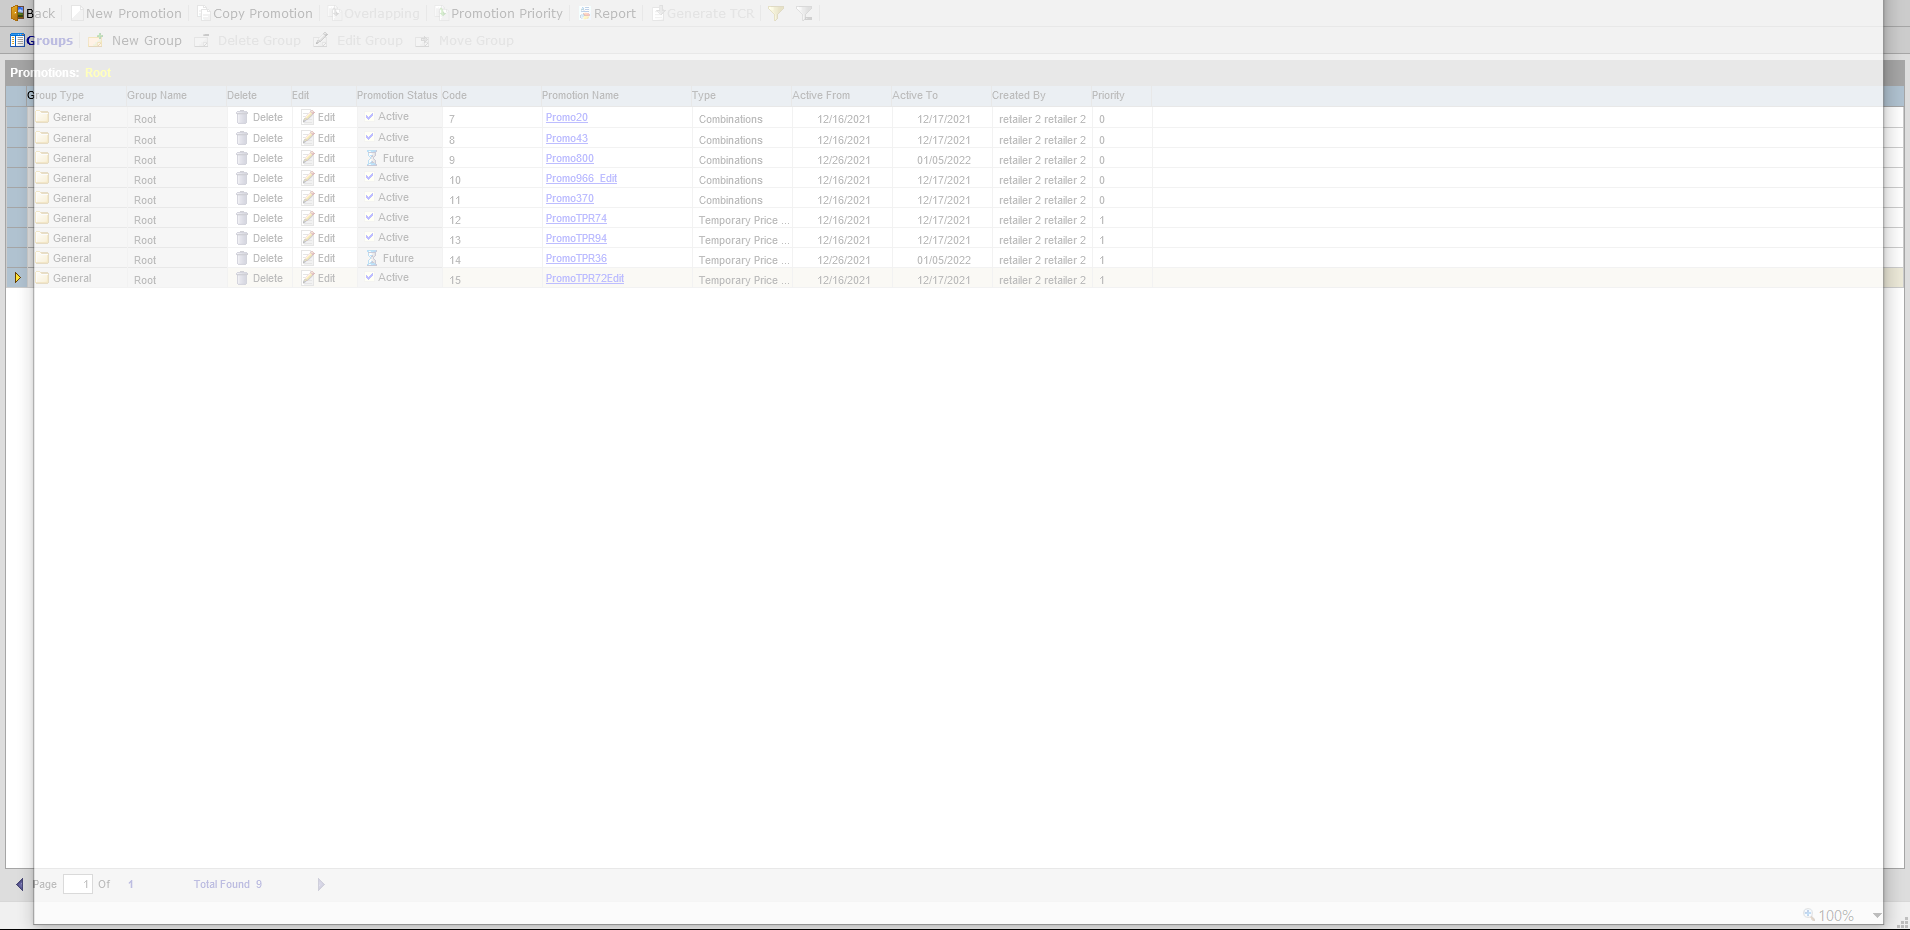 Back New Promotion Copy Promotion Overlapping Promotion Priority Report Generate TCR
Groups New Group Delete Group Edit Group Move Group
Promotions: Root
Group Type Group Name Delete Edit Promotion Status Code Promotion Name Type Active From Active To Created By Priority
General Root Delete Edit Active 7 Promo20 Combinations 12/16/2021 12/17/2021 retailer 2 retailer 2 0
General Root Delete Edit Active 8 Promo43 Combinations 12/16/2021 12/17/2021 retailer 2 retailer 2 0
General Root Delete Edit Future 9 Promo800 Combinations 12/26/2021 01/05/2022 retailer 2 retailer 2 0
General Root Delete Edit Active 10 Promo966_Edit Combinations 12/16/2021 12/17/2021 retailer 2 retailer 2 0
General Root Delete Edit Active 11 Promo370 Combinations 12/16/2021 12/17/2021 retailer 2 retailer 2 0
General Root Delete Edit Active 12 PromoTPR74 Temporary Price ... 12/16/2021 12/17/2021 retailer 2 retailer 2 1
General Root Delete Edit Active 13 PromoTPR94 Temporary Price ... 12/16/2021 12/17/2021 retailer 2 retailer 2 1
General Root Delete Edit Future 14 PromoTPR36 Temporary Price ... 12/26/2021 01/05/2022 retailer 2 retailer 2 1
General Root Delete Edit Active 15 PromoTPR72Edit Temporary Price ... 12/16/2021 12/17/2021 retailer 2 retailer 2 1
Page 1 Of 1 Total Found 9
100%